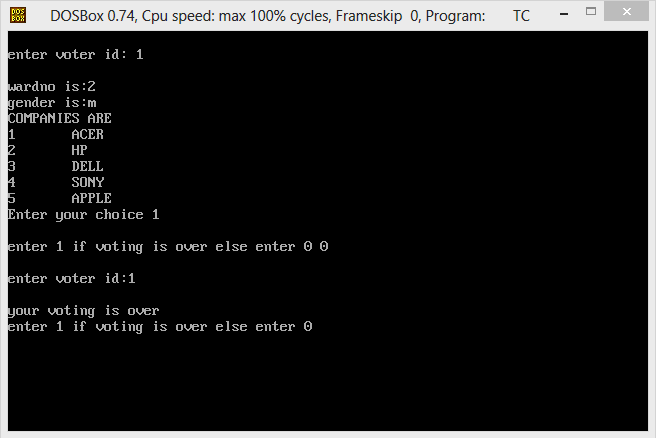 DOS BOX
DOSBox 0.74, Cpu speed: max 100% cycles, Frameskip 0, Program: TC
enter voter id: 1
wardno is:2
gender is:m
COMPANIES ARE
1 ACER
2 HP
3 DELL
4 SONY
5 APPLE
Enter your choice 1
enter 1 if voting is over else enter 0 0
enter voter id:1
your voting is over
enter 1 if voting is over else enter 0